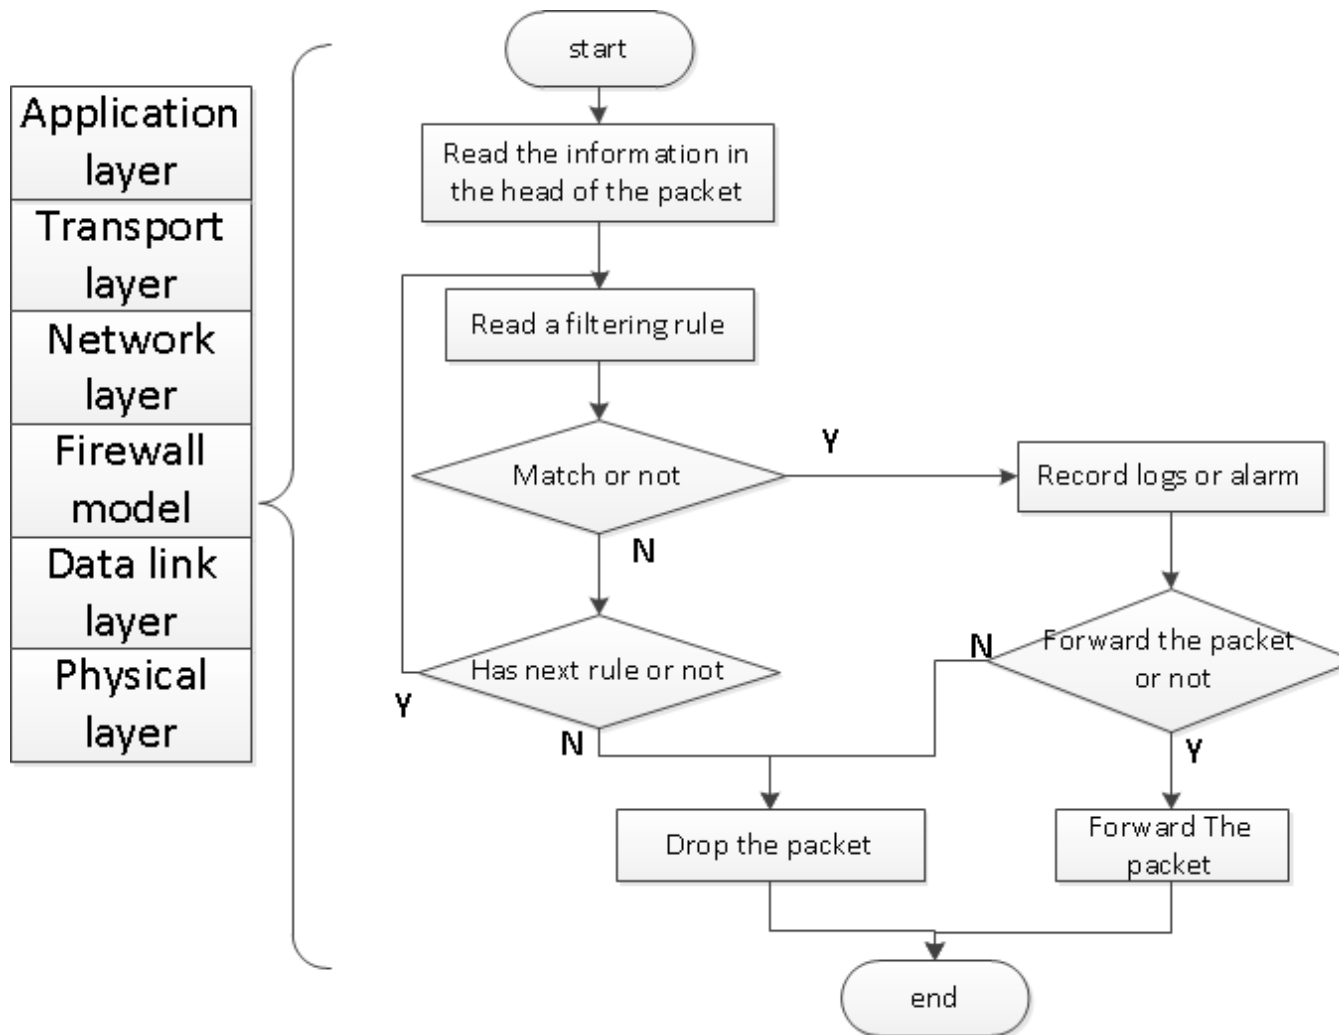 Application
layer
Transport
layer
Network
layer
Firewall
model
Data link
layer
Physical
layer
start
Read the information in
the head of the packet
Read a filtering rule
Match or not
Y
Record logs or alarm
N
Has next rule or not
Y
N
Forward the packet
or not
N
Y
Drop the packet
Forward The
packet
end